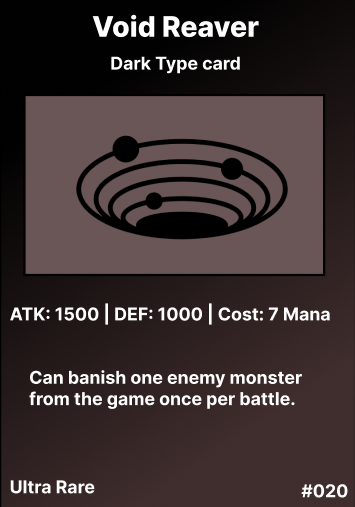 Void Reaver
Dark Type card
ATK: 1500 | DEF: 1000 | Cost: 7 Mana
Can banish one enemy monster
from the game once per battle.
Ultra Rare
#020